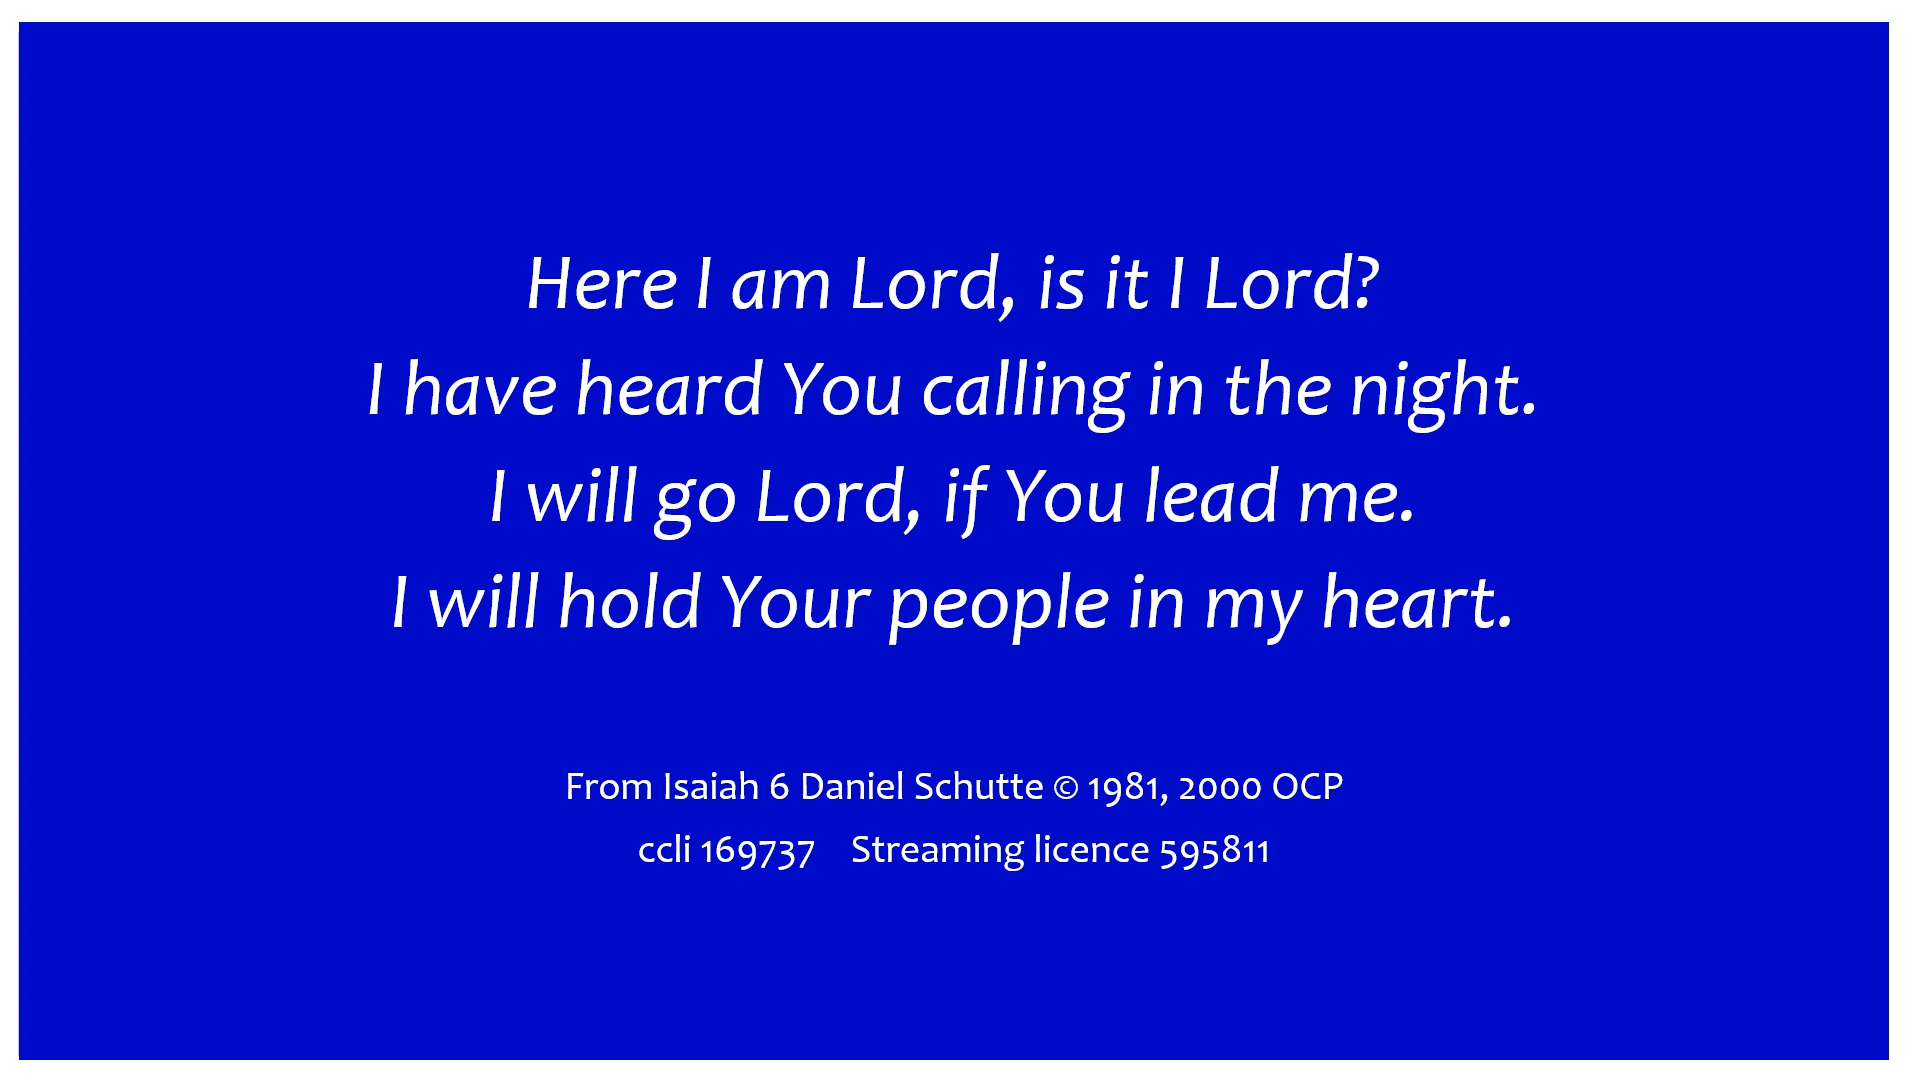 Here I am Lord, is it I Lord?
I have heard You calling in the night.
I will go Lord, if You lead me.
I will hold Your people in my heart.
From Isaiah 6 Daniel Schutte © 1981, 2000 OCP
ccli 169737 Streaming licence 595811